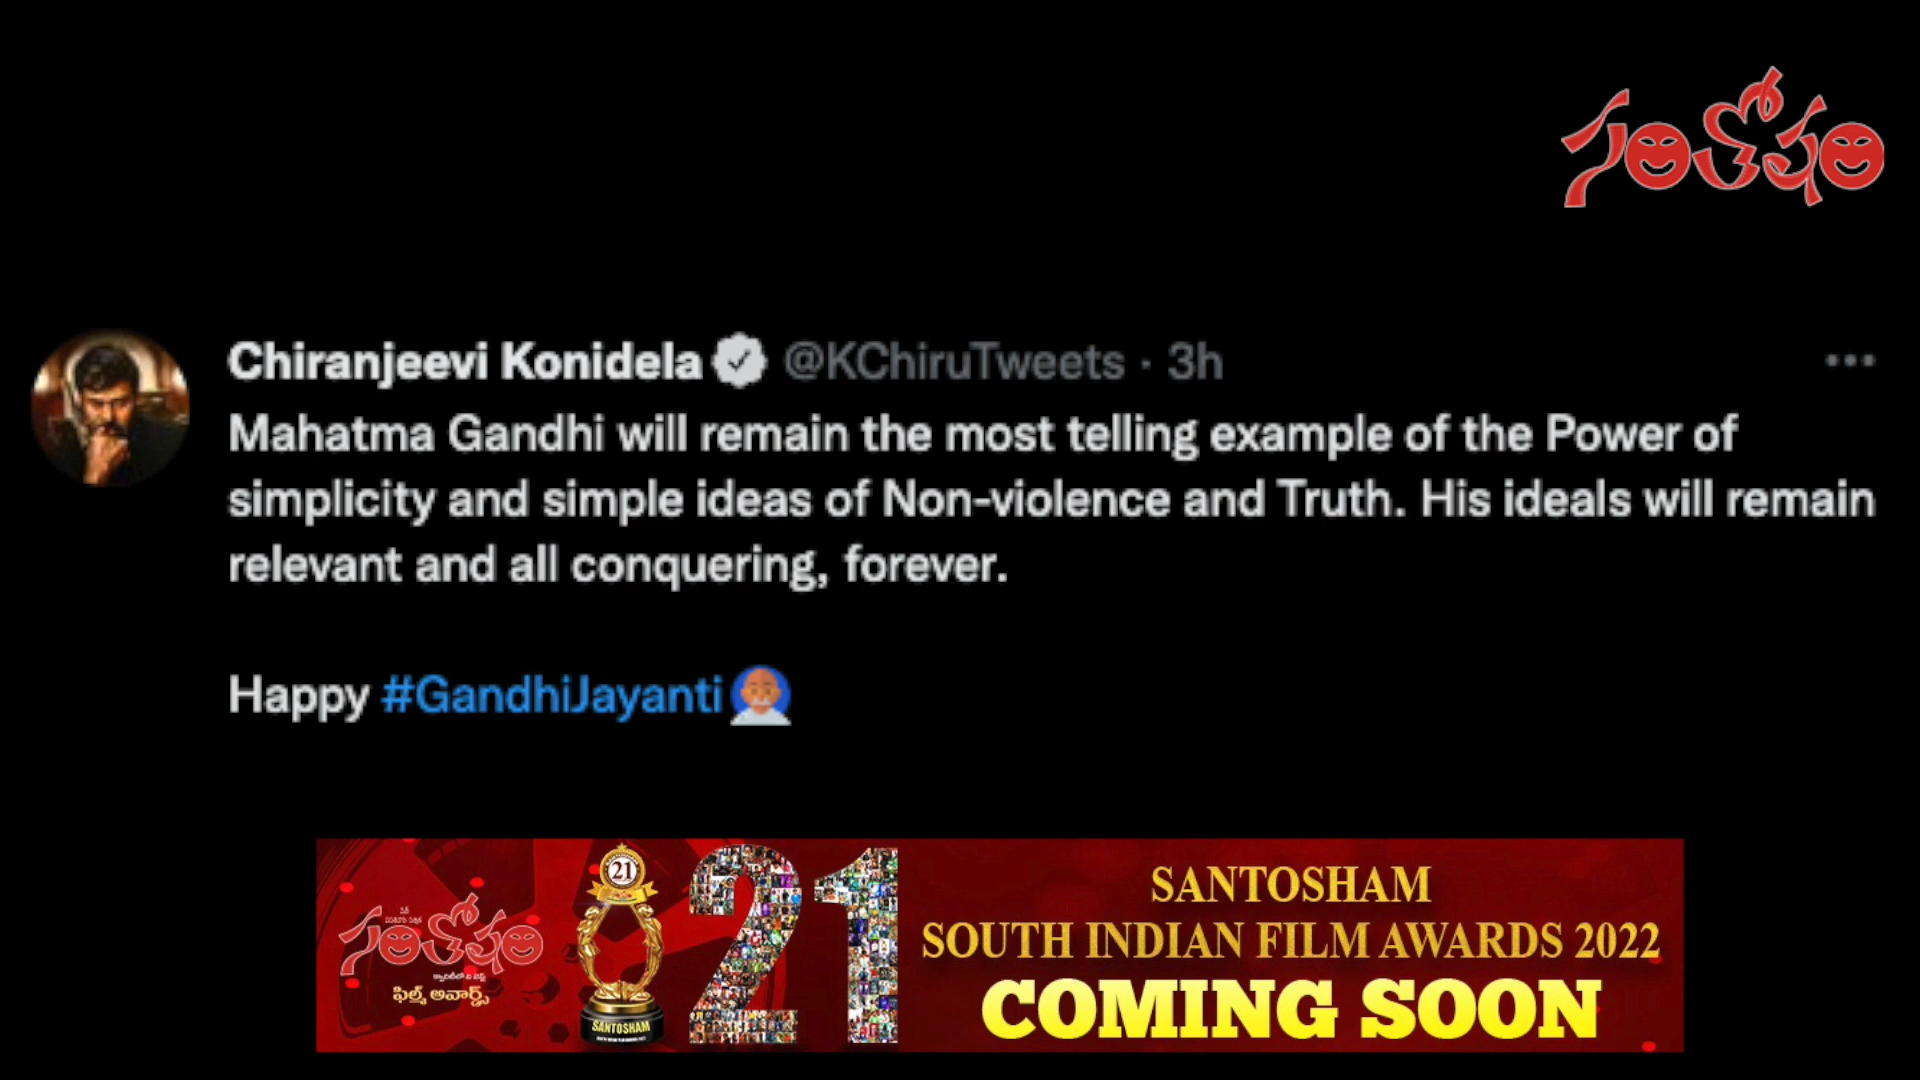 సంతోషం
Chiranjeevi Konidela @KChiruTweets · 3h
Mahatma Gandhi will remain the most telling example of the Power of
simplicity and simple ideas of Non-violence and Truth. His ideals will remain
relevant and all conquering, forever.
Happy #GandhiJayanti
సంతోషం
ఫిల్మ్ అవార్డ్స్
21
SANTOSHAM
21
SANTOSHAM
SOUTH INDIAN FILM AWARDS 2022
COMING SOON